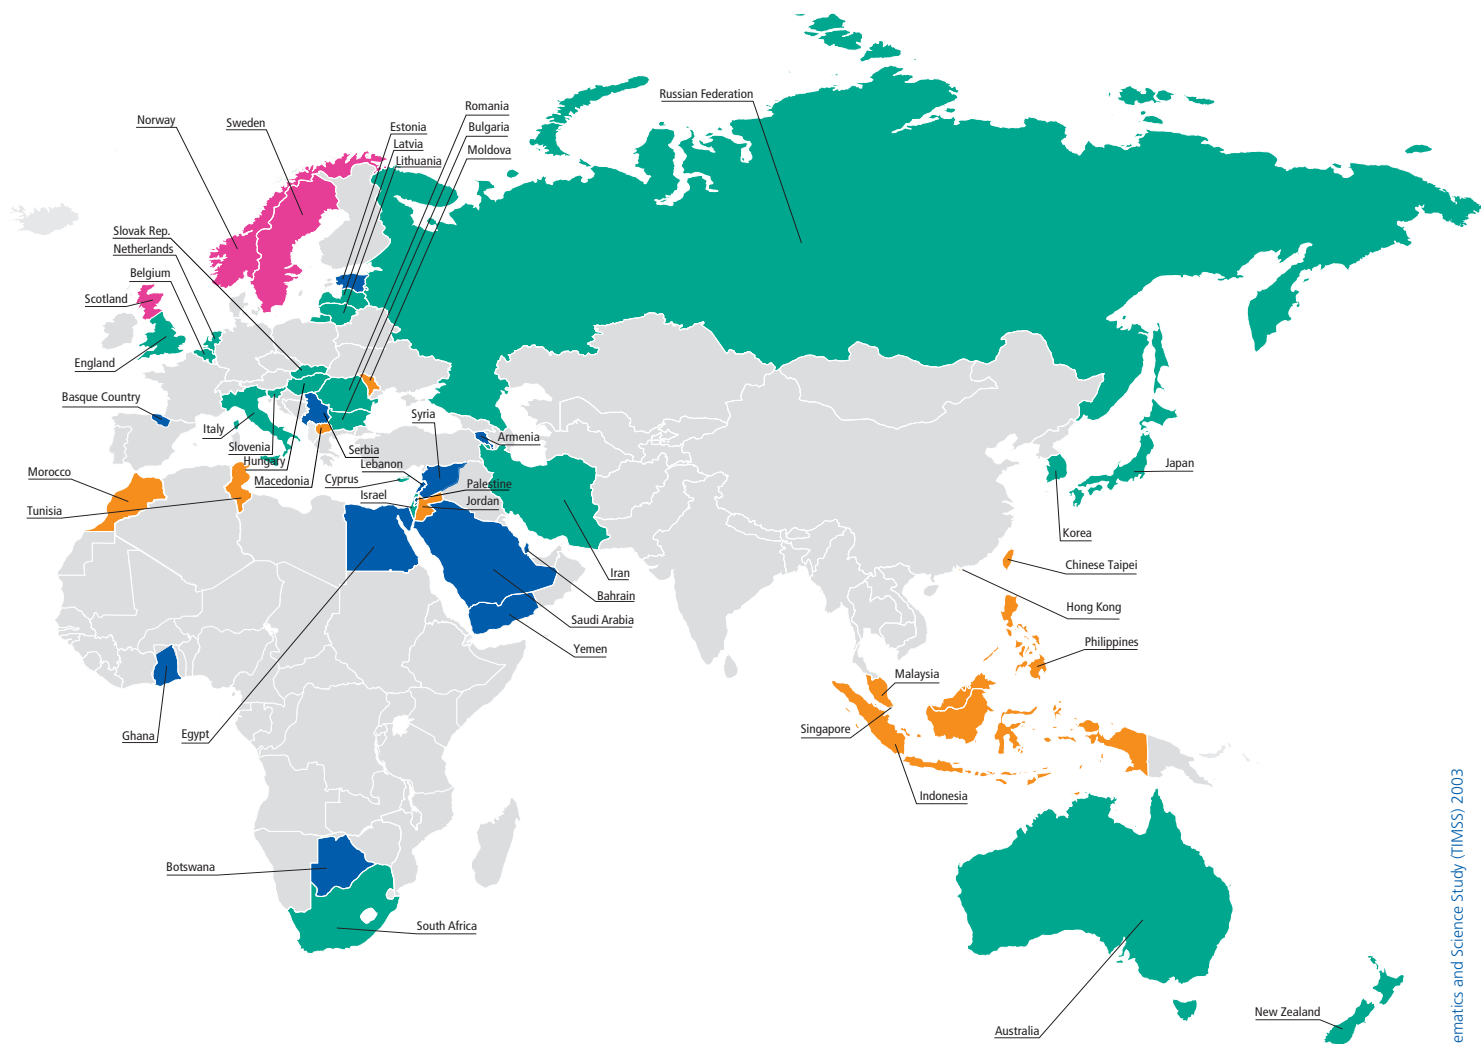 Russian Federation
Romania
Bulgaria
Moldova
Estonia
Latvia
Lithuania
Norway
Sweden
Slovak Rep.
Netherlands
Belgium
Scotland
England
Basque Country
Italy
Slovenia
Hungary
Macedonia
Serbia
Lebanon
Cyprus
Israel
Syria
Armenia
Palestine
Jordan
Morocco
Tunisia
Japan
Korea
Chinese Taipei
Hong Kong
Philippines
Iran
Bahrain
Saudi Arabia
Yemen
Malaysia
Singapore
Indonesia
Ghana
Egypt
Botswana
South Africa
Australia
New Zealand
ematics and Science Study (TIMSS) 2003